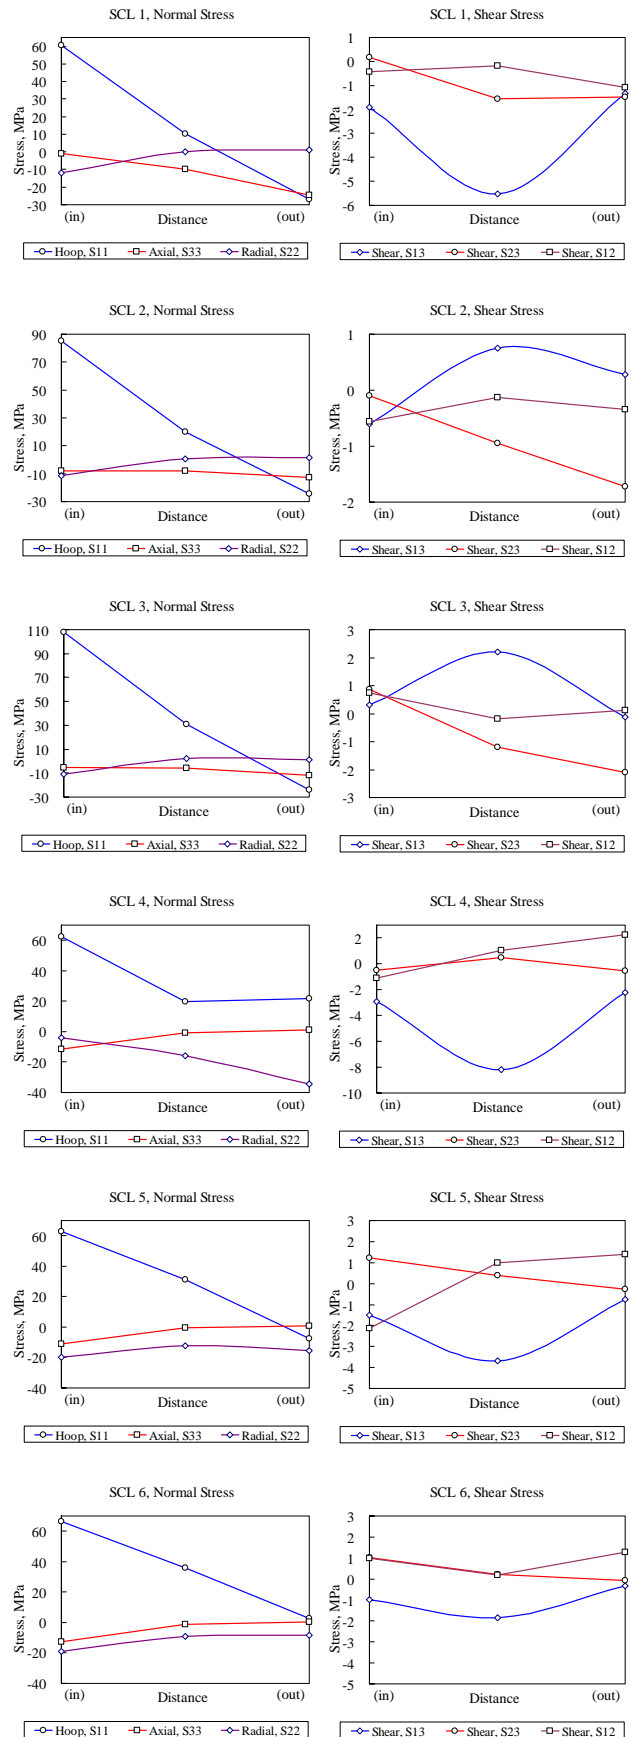 SCL 1, Normal Stress
Stress, MPa
60
50
40
30
20
10
0
-10
-20
-30
(in)
Distance
(out)
Hoop, S11
Axial, S33
Radial, S22
SCL 1, Shear Stress
Stress, MPa
1
0
-1
-2
-3
-4
-5
-6
(in)
Distance
(out)
Shear, S13
Shear, S23
Shear, S12
SCL 2, Normal Stress
Stress, MPa
90
70
50
30
10
-10
-30
(in)
Distance
(out)
Hoop, S11
Axial, S33
Radial, S22
SCL 2, Shear Stress
Stress, MPa
1
0
-1
-2
(in)
Distance
(out)
Shear, S13
Shear, S23
Shear, S12
SCL 3, Normal Stress
Stress, MPa
110
90
70
50
30
10
-10
-30
(in)
Distance
(out)
Hoop, S11
Axial, S33
Radial, S22
SCL 3, Shear Stress
Stress, MPa
3
2
1
0
-1
-2
-3
(in)
Distance
(out)
Shear, S13
Shear, S23
Shear, S12
SCL 4, Normal Stress
Stress, MPa
60
40
20
0
-20
-40
(in)
Distance
(out)
Hoop, S11
Axial, S33
Radial, S22
SCL 4, Shear Stress
Stress, MPa
2
0
-2
-4
-6
-8
-10
(in)
Distance
(out)
Shear, S13
Shear, S23
Shear, S12
SCL 5, Normal Stress
Stress, MPa
60
40
20
0
-20
-40
(in)
Distance
(out)
Hoop, S11
Axial, S33
Radial, S22
SCL 5, Shear Stress
Stress, MPa
3
2
1
0
-1
-2
-3
-4
-5
(in)
Distance
(out)
Shear, S13
Shear, S23
Shear, S12
SCL 6, Normal Stress
Stress, MPa
60
40
20
0
-20
-40
(in)
Distance
(out)
Hoop, S11
Axial, S33
Radial, S22
SCL 6, Shear Stress
Stress, MPa
3
2
1
0
-1
-2
-3
-4
-5
(in)
Distance
(out)
Shear, S13
Shear, S23
Shear, S12